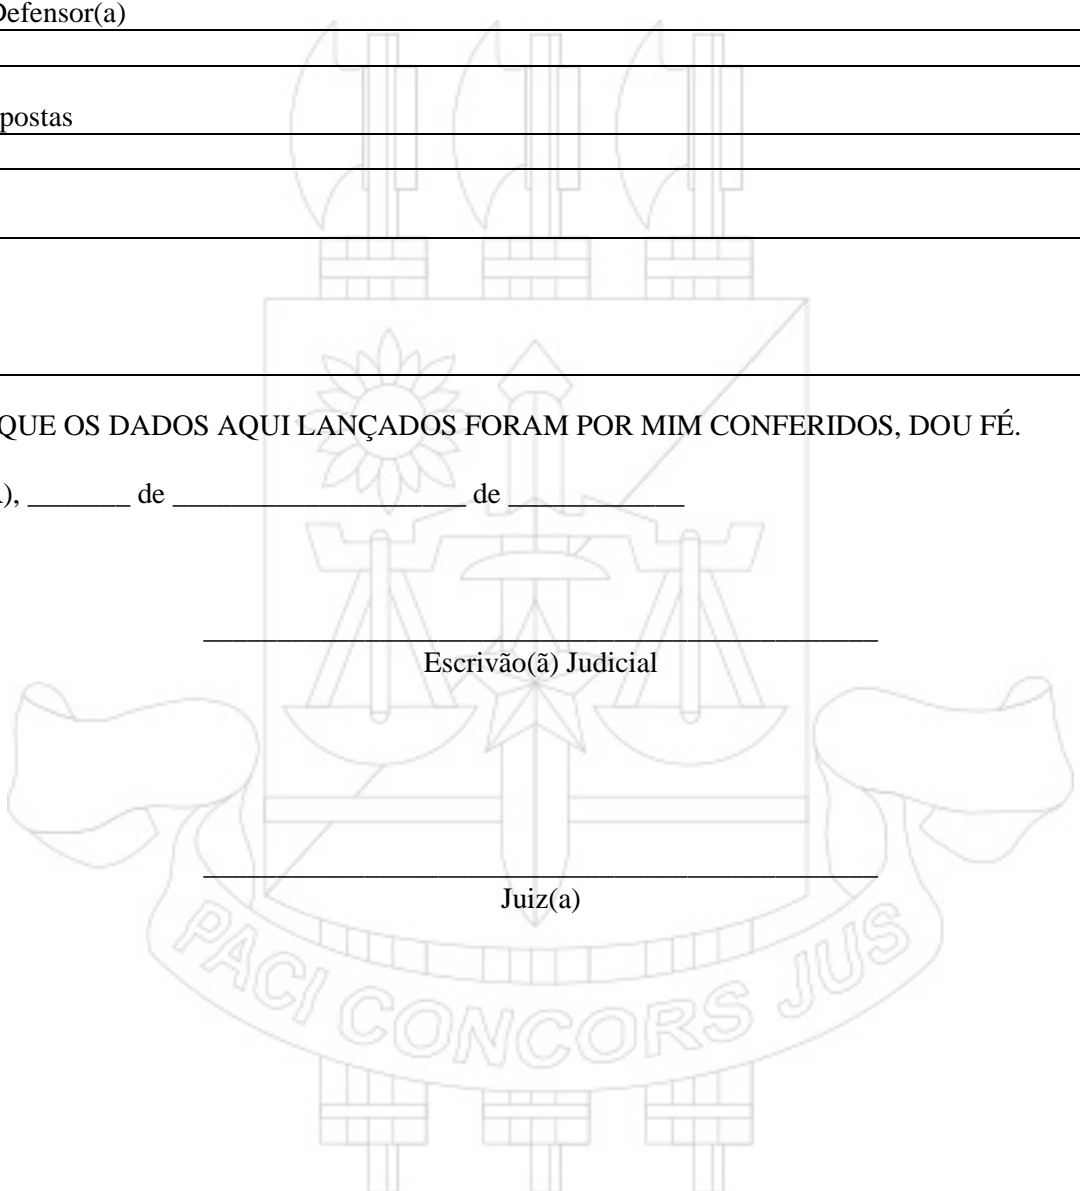 Defensor(a)
postas
QUE OS DADOS AQUI LANÇADOS FORAM POR MIM CONFERIDOS, DOU FÉ.
), _______ de ____________________ de ____________
Escrivão(ã) Judicial
Juiz(a)
PACI CONCORS JUS